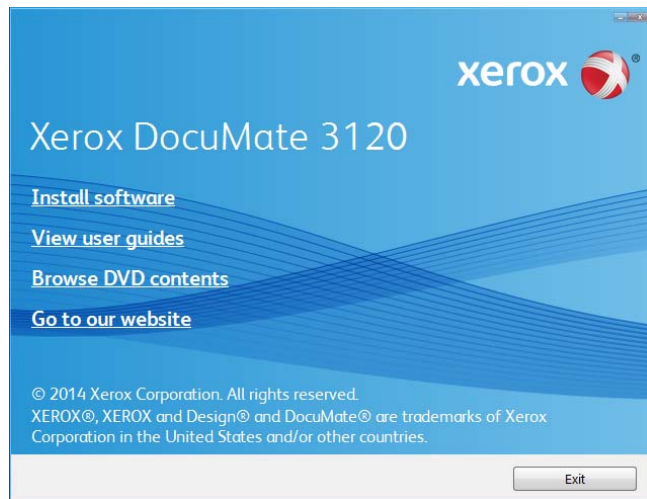 xerox ®
Xerox DocuMate 3120
Install software
View user guides
Browse DVD contents
Go to our website
© 2014 Xerox Corporation. All rights reserved.
XEROX®, XEROX and Design® and DocuMate® are trademarks of Xerox
Corporation in the United States and/or other countries.
Exit